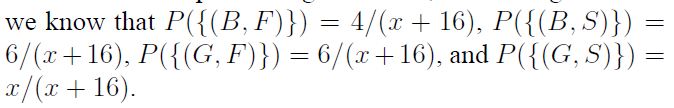 we know that P({(B, F)}) = 4/(x + 16), P({(B, S)}) =
6/(x+16), P({(G, F)}) = 6/(x+16), and P({(G, S)}) =
x/(x + 16).